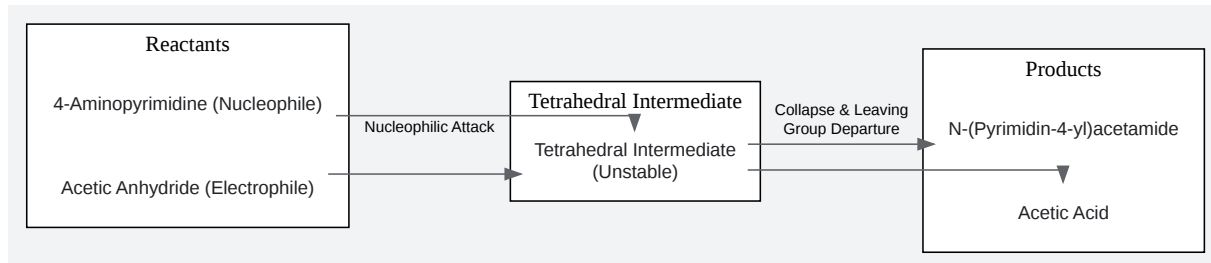 Reactants
4-Aminopyrimidine (Nucleophile)
Acetic Anhydride (Electrophile)
Nucleophilic Attack
Tetrahedral Intermediate
Tetrahedral Intermediate
(Unstable)
Collapse & Leaving
Group Departure
Products
N-(Pyrimidin-4-yl)acetamide
Acetic Acid